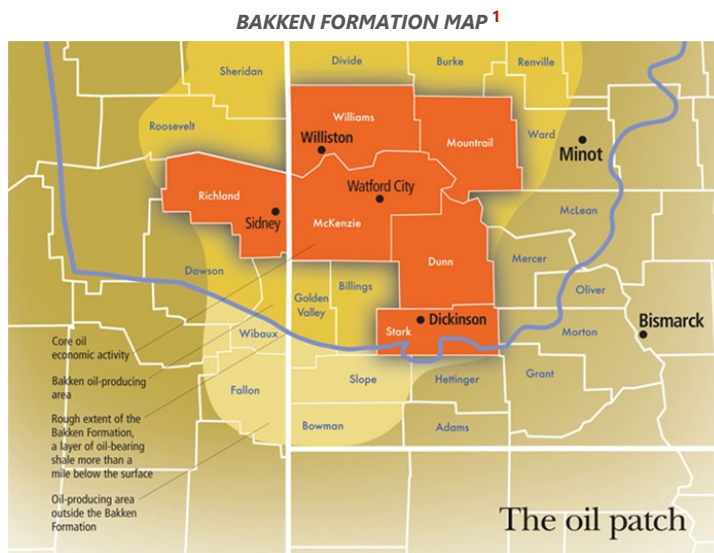 BAKKEN FORMATION MAP 1
Sheridan
Divide
Burke
Renville
Roosevelt
Williams
Williston
Mountrail
Ward
Minot
Richland
Sidney
Watford City
McKenzie
McLean
Dawson
Dunn
Mercer
Golden
Valley
Billings
Oliver
Wibaux
Stark
Dickinson
Morton
Bismarck
Fallon
Slope
Hettinger
Grant
Bowman
Adams
Core oil
economic activity
Bakken oil-producing
area
Rough extent of the
Bakken Formation,
a layer of oil-bearing
shale more than a
mile below the surface
Oil-producing area
outside the Bakken
Formation
The oil patch